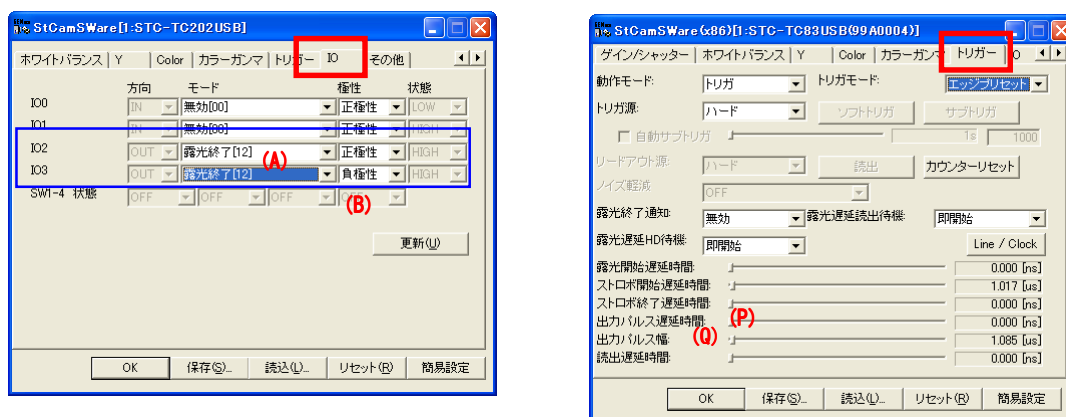 StCamSWare[1:STC-TC202USB]
ホワイトバランス Y Color カラーガンマ トリガー IO その他
方向 モード 極性 状態
IO0 IN 無効[00] 正極性 LOW
IO1 IN 無効[00] 正極性 HIGH
IO2 OUT 露光終了[12] 正極性 HIGH
(A)
IO3 OUT 露光終了[12] 負極性 HIGH
SW1-4 状態 OFF OFF OFF OFF
(B)
更新(U)
OK 保存(S)... 読込(L)... リセット(R) 簡易設定
StCamSWare(x86)[1:STC-TC83USB(99A0004)]
ゲイン/シャッター ホワイトバランス Y Color カラーガンマ トリガー IO
動作モード: トリガ トリガモード: エッジプリセット
トリガ源: ハード ソフトトリガ サブトリガ
自動サブトリガ 1s 1000
リードアウト源: ハード 読出 カウンターリセット
ノイズ軽減 OFF
露光終了通知: 無効 露光遅延読出待機: 即開始
露光遅延HD待機: 即開始 Line / Clock
露光開始遅延時間: 0.000 [ns]
ストロボ開始遅延時間: 1.017 [us]
ストロボ終了遅延時間: 0.000 [ns]
出力パルス遅延時間: (P) 0.000 [ns]
出力パルス幅: (Q) 1.085 [us]
読出遅延時間: 0.000 [ns]
OK 保存(S)... 読込(L)... リセット(R) 簡易設定